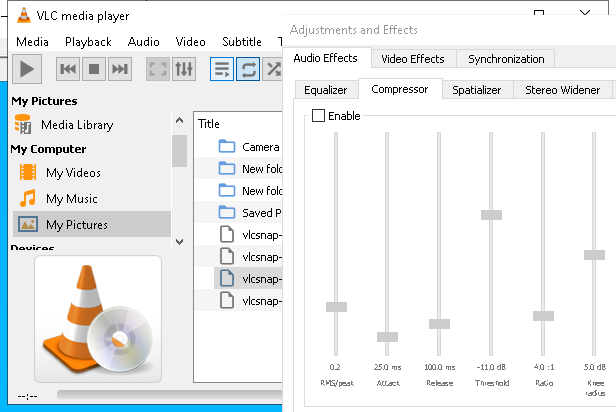 VLC media player
Media Playback Audio Video Subtitle T
My Pictures
Media Library
My Computer
My Videos
My Music
My Pictures
Devices
Title
Camera
New fold
New fold
Saved P
vlcsnap-
vlcsnap-
vlcsnap-
vlcsnap-
--:--
Adjustments and Effects
Audio Effects Video Effects Synchronization
Equalizer Compressor Spatializer Stereo Widener
Enable
0.2 25.0 ms 100.0 ms -11.0 dB 4.0 :1 5.0 dB
RMS/peak Attack Release Threshold Ratio Knee
radius